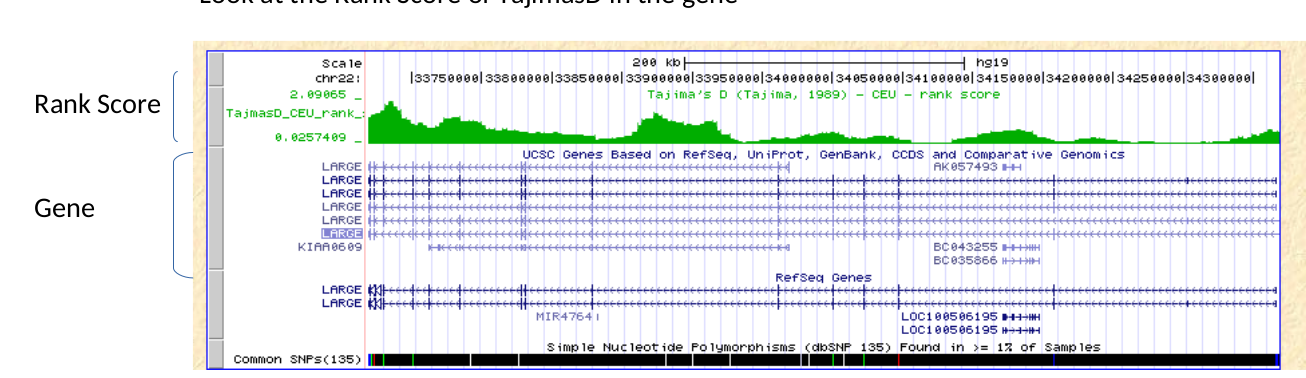 Look at the Rank Score of TajimasD in the gene
Rank Score
Gene
Scale 200 kb hg19
chr22: |33750000|33800000|33850000|33900000|33950000|34000000|34050000|34100000|34150000|34200000|34250000|34300000|
2.09065 _ Tajima's D (Tajima, 1989) - CEU - rank score
TajmasD_CEU_rank_:
0.0257409 _
UCSC Genes Based on RefSeq, UniProt, GenBank, CCDS and Comparative Genomics
LARGE AK057493
LARGE
LARGE
LARGE
LARGE
LARGE
KIAA0609 BC043255
BC035866
RefSeq Genes
LARGE
LARGE
MIR4764 LOC100506195
LOC100506195
Simple Nucleotide Polymorphisms (dbSNP 135) Found in >= 1% of Samples
Common SNPs(135)